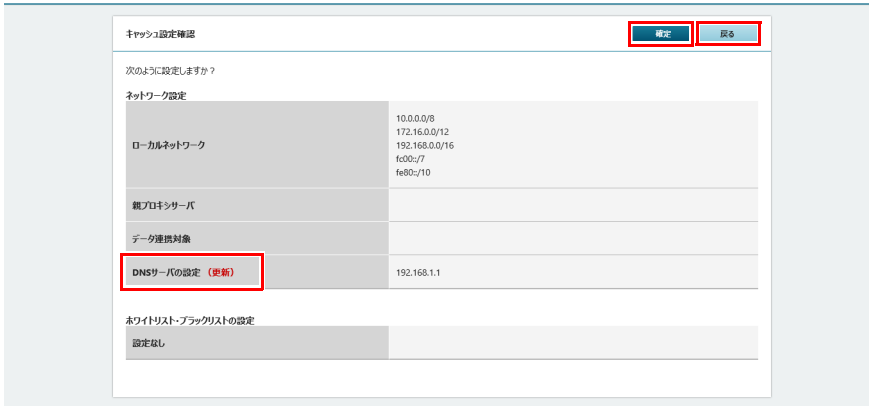 キャッシュ設定確認
確定
戻る
次のように設定しますか？
ネットワーク設定
ローカルネットワーク
10.0.0.0/8
172.16.0.0/12
192.168.0.0/16
fc00::/7
fe80::/10
親プロキシサーバ
データ連携対象
DNSサーバの設定 （更新）
192.168.1.1
ホワイトリスト・ブラックリストの設定
設定なし